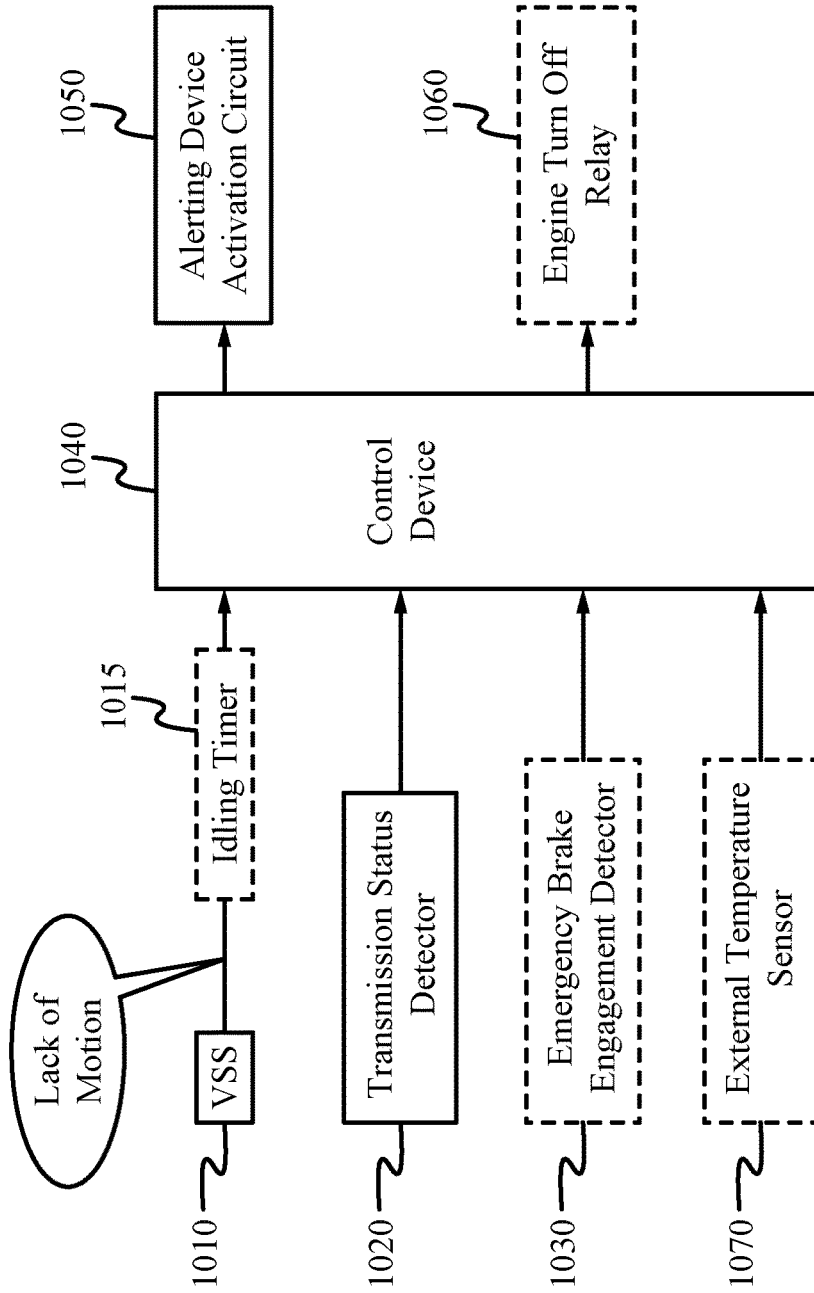 Lack of
Motion
1010
VSS
1015
Idling Timer
1020
Transmission Status
Detector
1030
Emergency Brake
Engagement Detector
1070
External Temperature
Sensor
1040
Control
Device
1050
Alerting Device
Activation Circuit
1060
Engine Turn Off
Relay